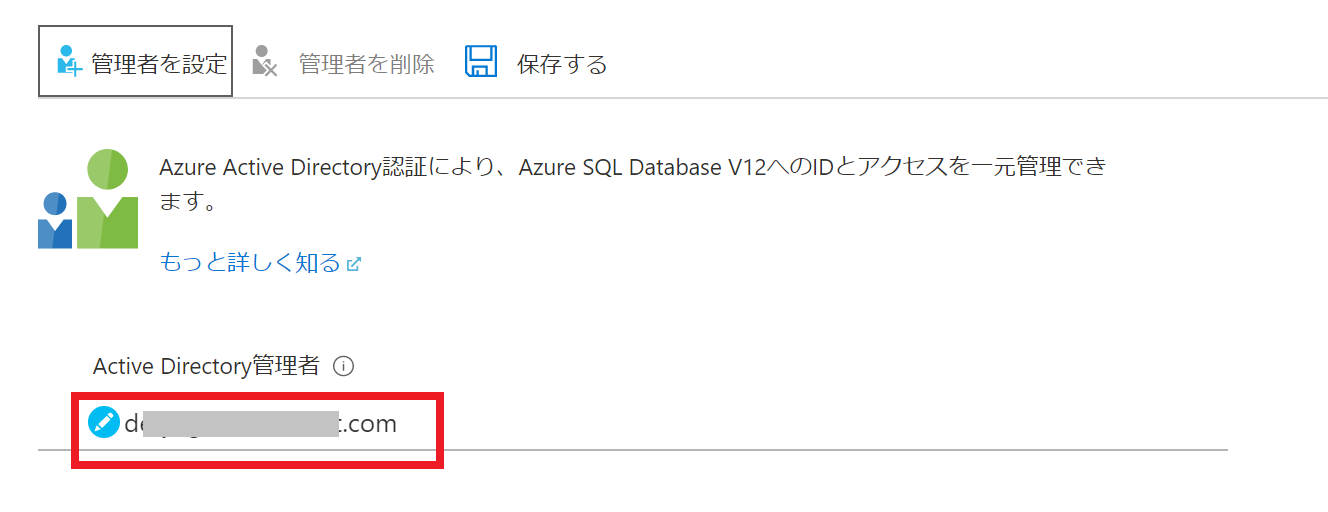 管理者を設定 管理者を削除 保存する
Azure Active Directory認証により、Azure SQL Database V12へのIDとアクセスを一元管理でき
ます。
もっと詳しく知る
Active Directory管理者
.com